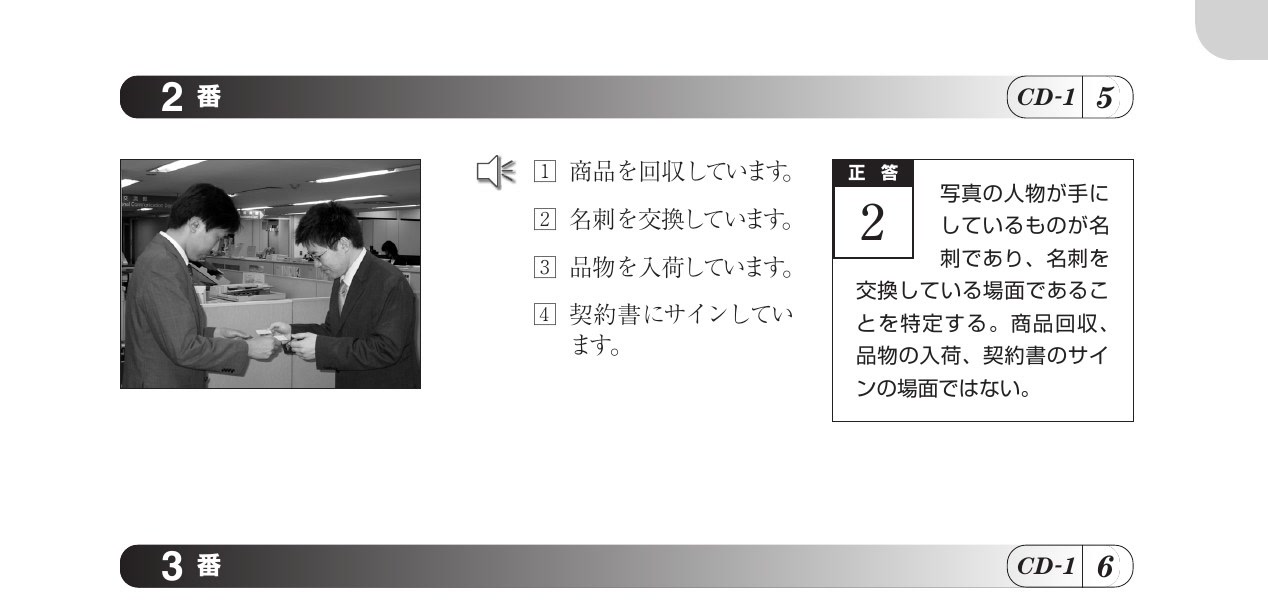 2 番
CD-1 5
1 商品を回収しています。
2 名刺を交換しています。
3 品物を入荷しています。
4 契約書にサインしてい
ます。
正 答
2
写真の人物が手に
しているものが名
刺であり、名刺を
交換している場面であるこ
とを特定する。商品回収、
品物の入荷、契約書のサイ
ンの場面ではない。
3 番
CD-1 6